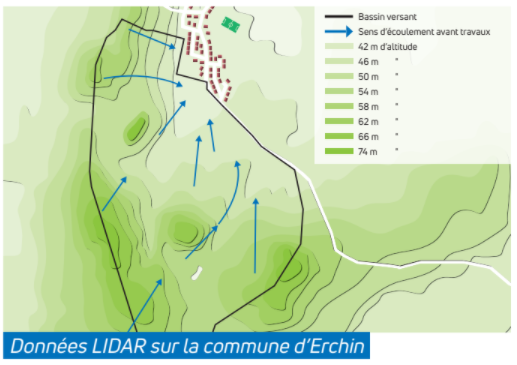 Bassin versant
Sens d'écoulement avant travaux
42 m d'altitude
46 m "
50 m "
54 m "
58 m "
62 m "
66 m "
74 m "
Données LIDAR sur la commune d'Erchin